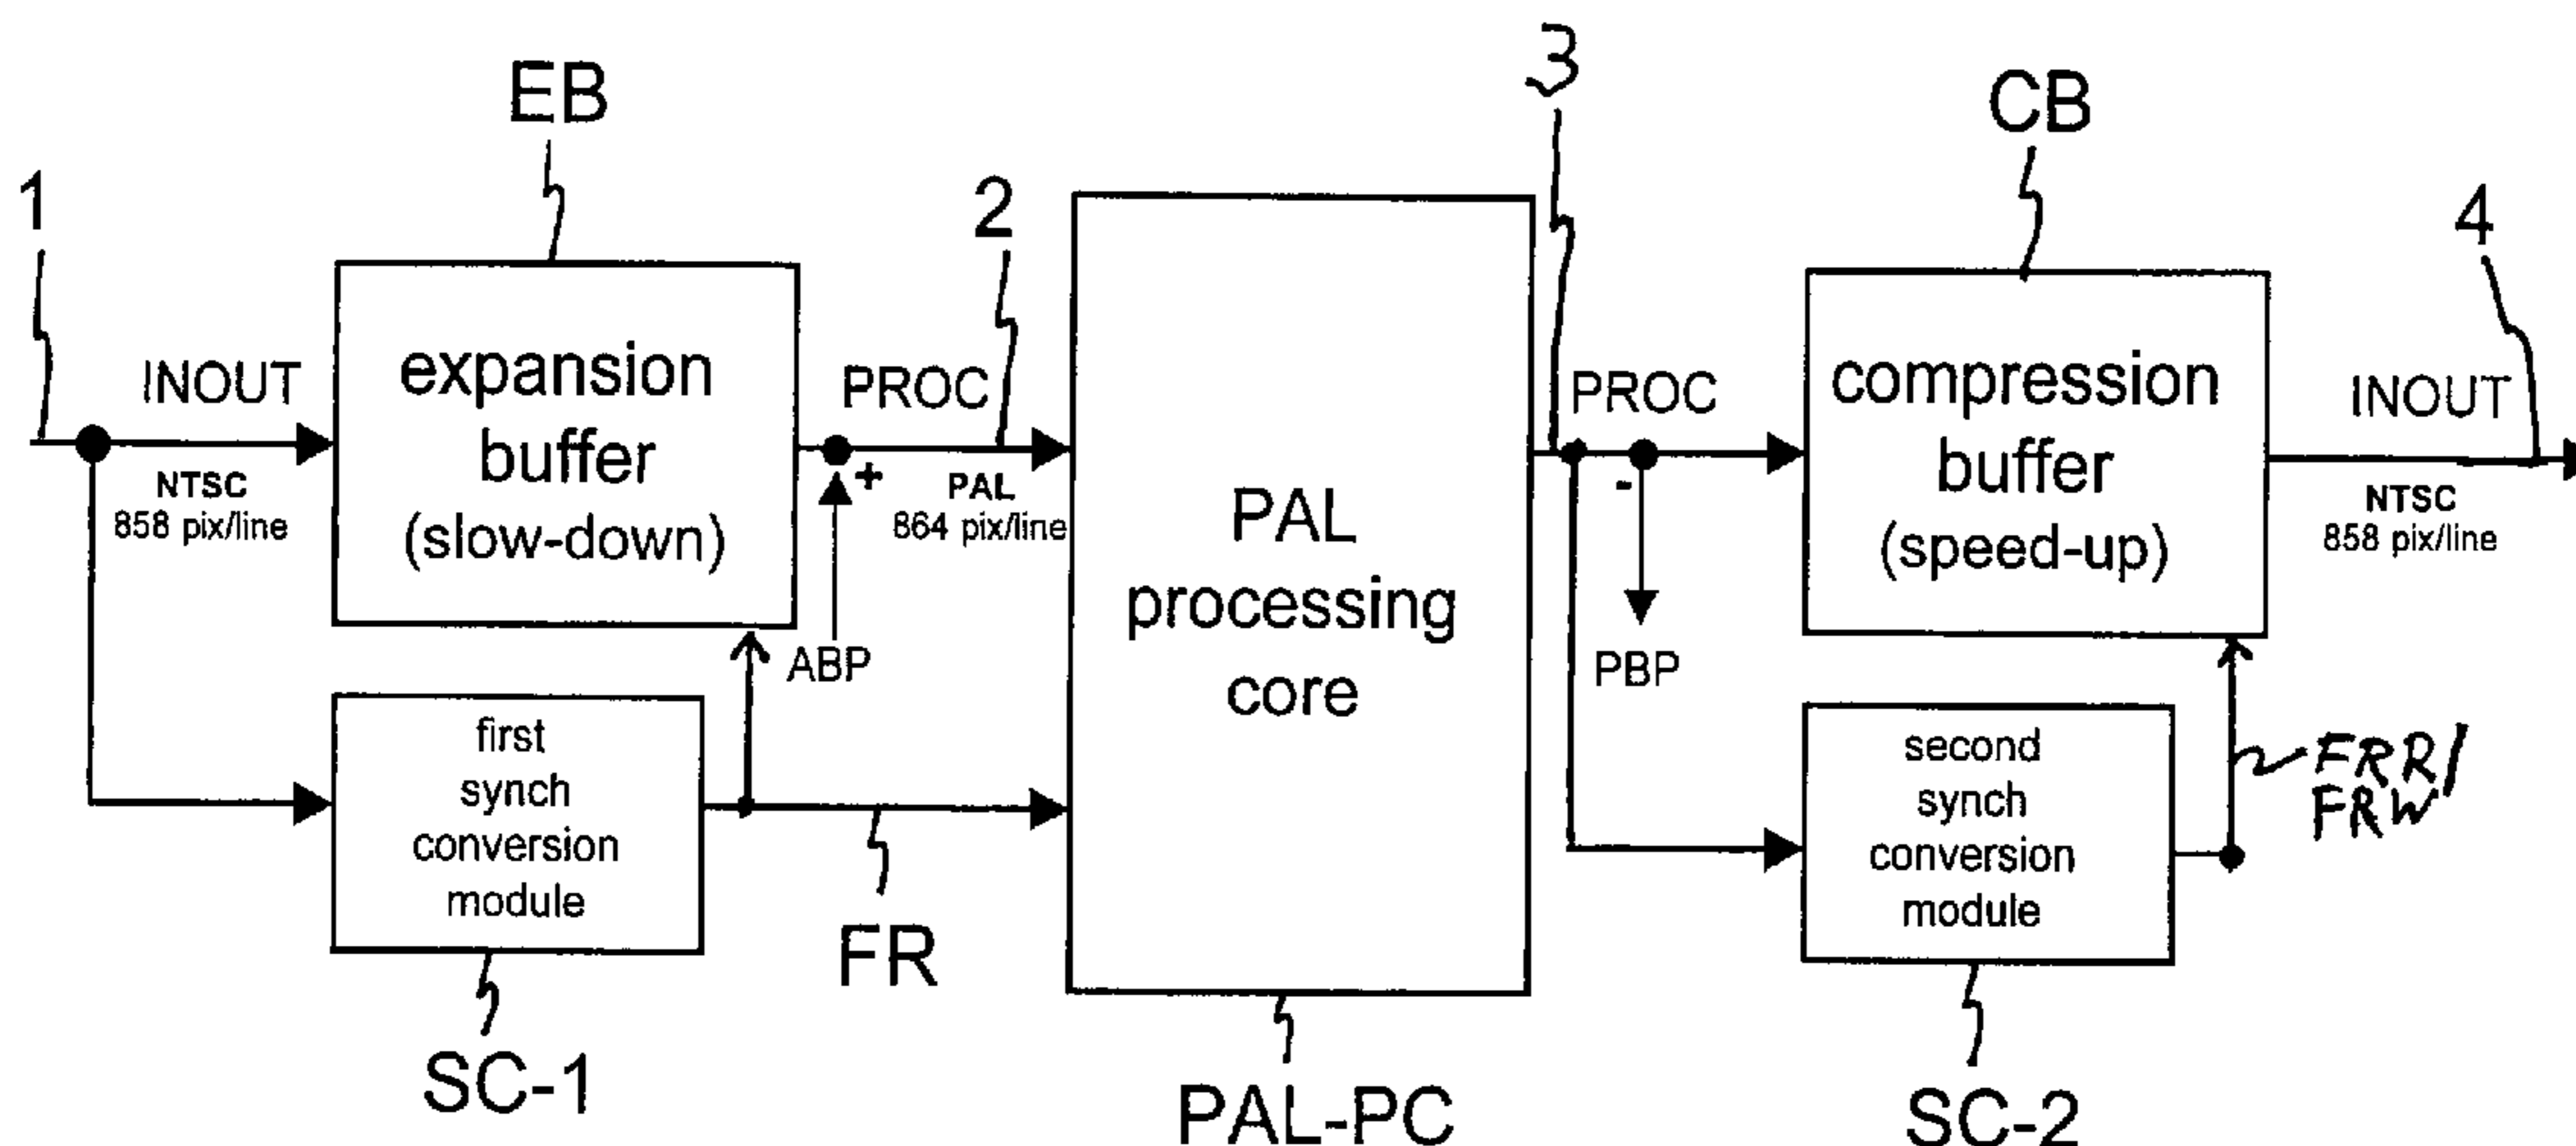 EB
3
CB
1
2
4
INOUT
expansion
buffer
(slow-down)
PROC
NTSC
858 pix/line
+
PAL
864 pix/line
ABP
PAL
processing
core
PROC
-
PBP
compression
buffer
(speed-up)
INOUT
NTSC
858 pix/line
first
synch
conversion
module
FR
second
synch
conversion
module
FRR/
FRW
SC-1
PAL-PC
SC-2